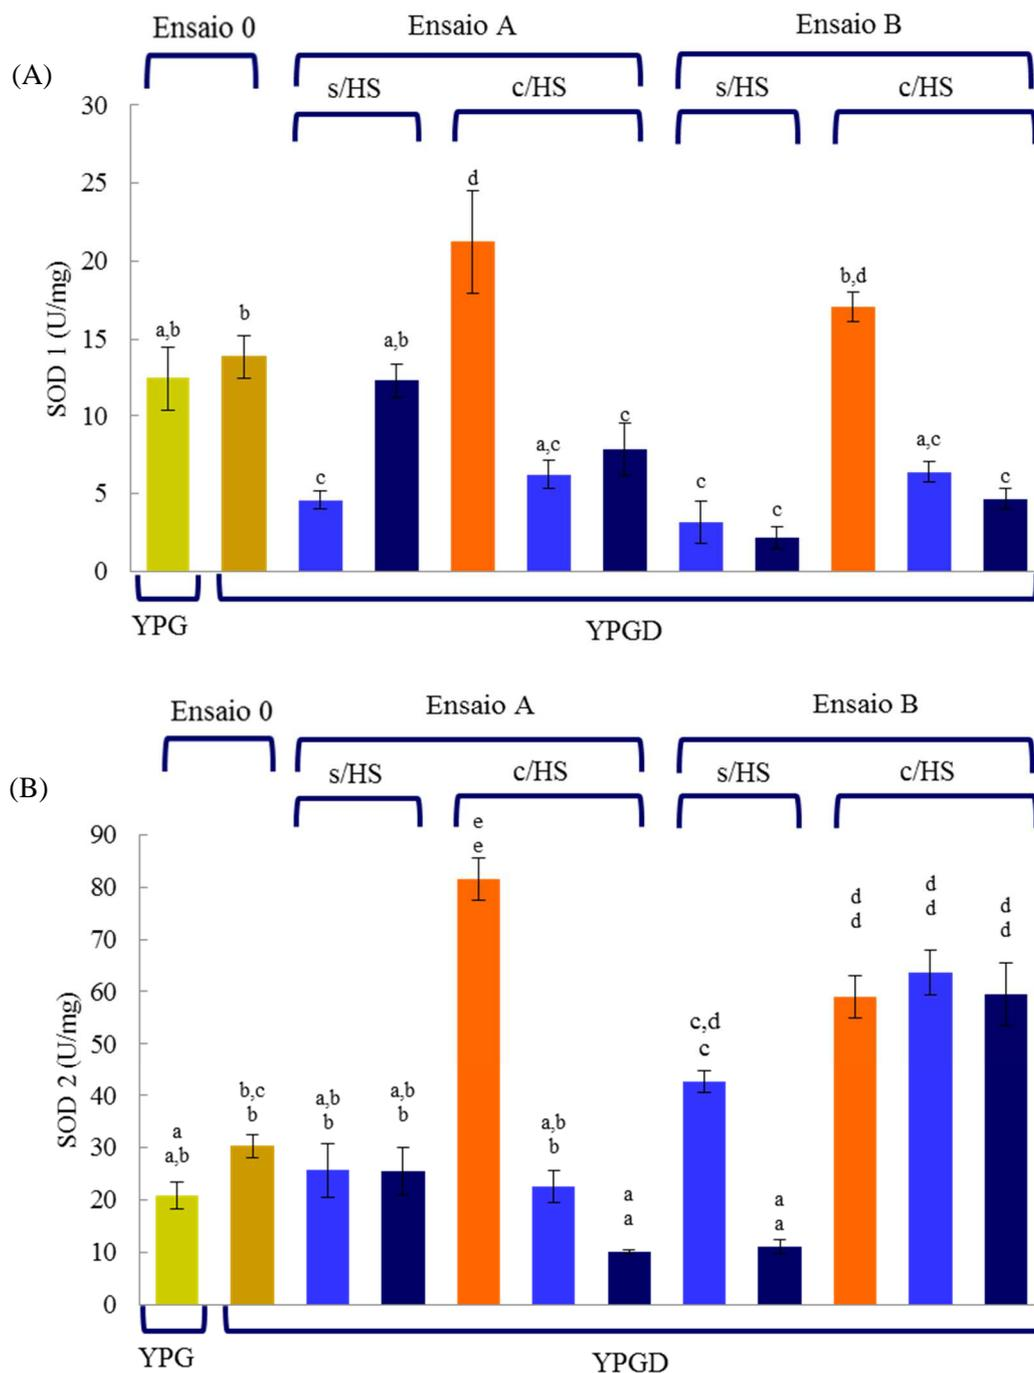 (A)
Ensaio 0 Ensaio A Ensaio B
s/HS c/HS s/HS c/HS
SOD 1 (U/mg)
30
25
20
15
10
5
0
a,b b c a,b d a,c c c c b,d a,c c
YPG YPGD
(B)
Ensaio 0 Ensaio A Ensaio B
s/HS c/HS s/HS c/HS
SOD 2 (U/mg)
90
80
70
60
50
40
30
20
10
0
a b,c a,b a,b e a,b a c,d a d d d
a,b b b b e b a c a d d d
YPG YPGD